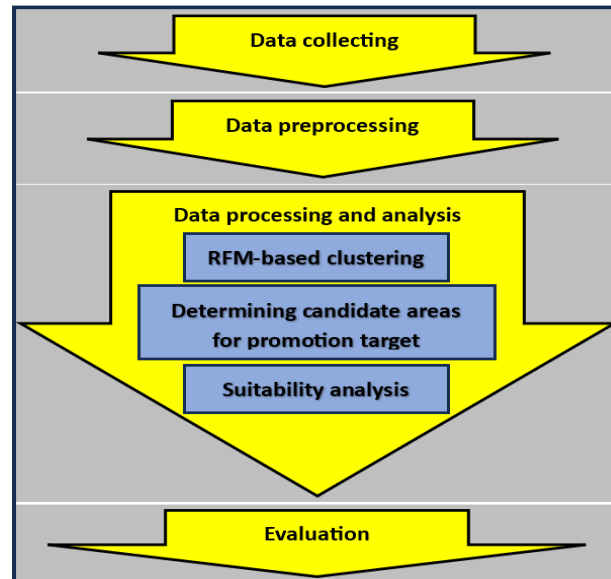 Data collecting
Data preprocessing
Data processing and analysis
RFM-based clustering
Determining candidate areas
for promotion target
Suitability analysis
Evaluation